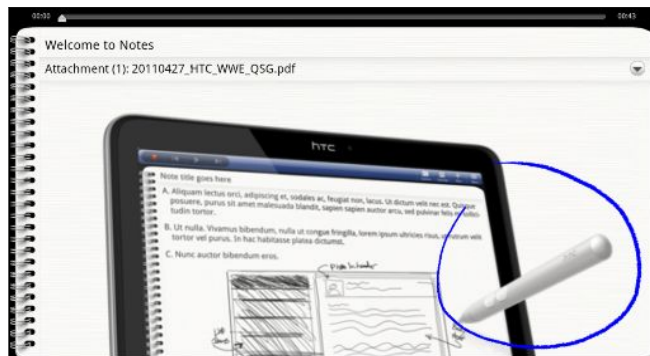 00:00 00:43
Welcome to Notes
Attachment (1): 20110427_HTC_WWE_QSG.pdf
htc
Note title goes here
A. Aliquam lectus orci, adipiscing et, sodales ac, feugiat non, lacus. Ut dictum velit nec est. Quisque
posuere, purus sit amet malesuada blandit, sapien sapien auctor arcu, sed pulvinar felis
tudin tortor.
B. Ut nulla. Vivamus bibendum, nulla ut congue fringilla, lorem ipsum ultricies risus, ut rutrum velit
tortor vel purus. In hac habitasse platea dictumst.
C. Nunc auctor bibendum eros.